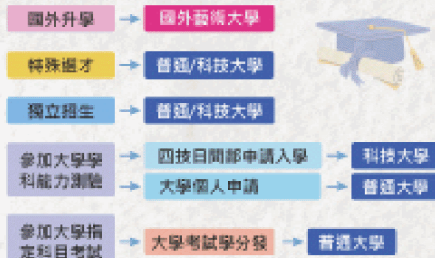 國外升學
國外藝術大學
特殊選才
普通/科技大學
獨立招生
普通/科技大學
參加大學學
科能力測驗
四技日間部申請入學
科技大學
大學個人申請
普通大學
參加大學指
定科目考試
大學考試學分發
普通大學